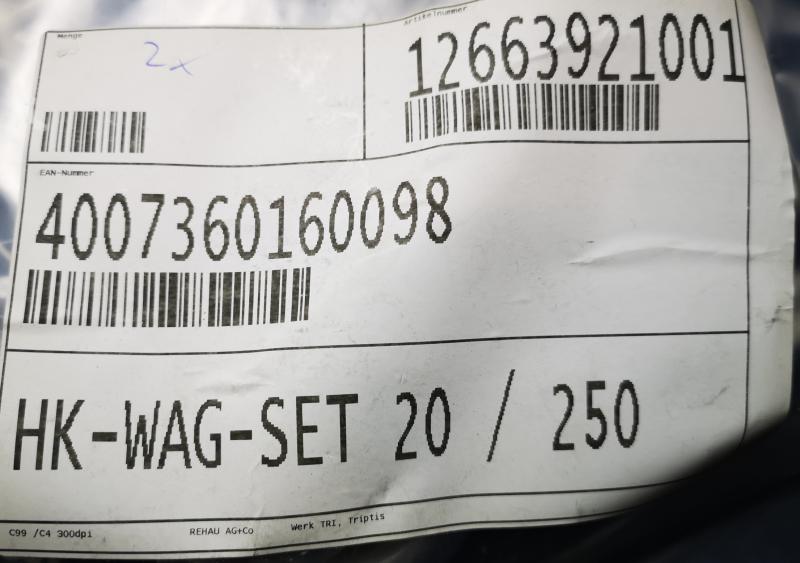 Menge
2x
Artikelnummer
12663921001
EAN-Nummer
4007360160098
HK-WAG-SET 20 / 250
C99 /C4 300dpi REHAU AG+Co Werk TRI, Triptis